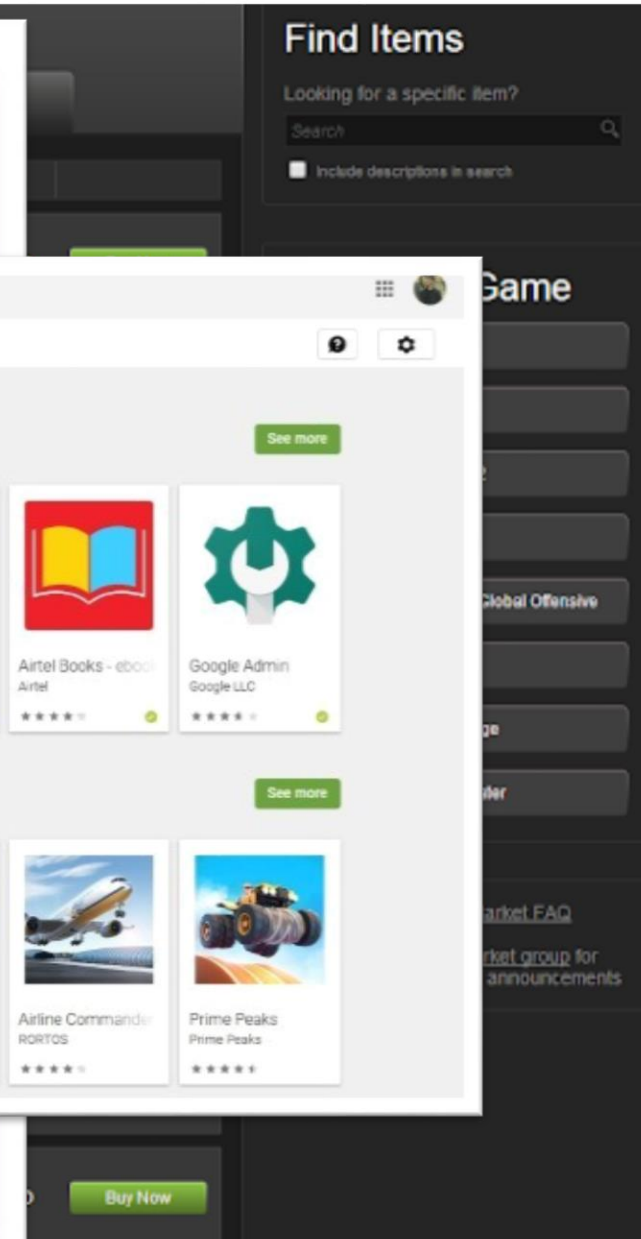 Find Items
Looking for a specific item?
Search
Include descriptions in search
Game
See more
Global Offensive
Airtel Books - eboo
Airtel
Google Admin
Google LLC
See more
arket FAQ
rket group for
announcements
Airline Commande
RORTOS
Prime Peaks
Prime Peaks
Buy Now